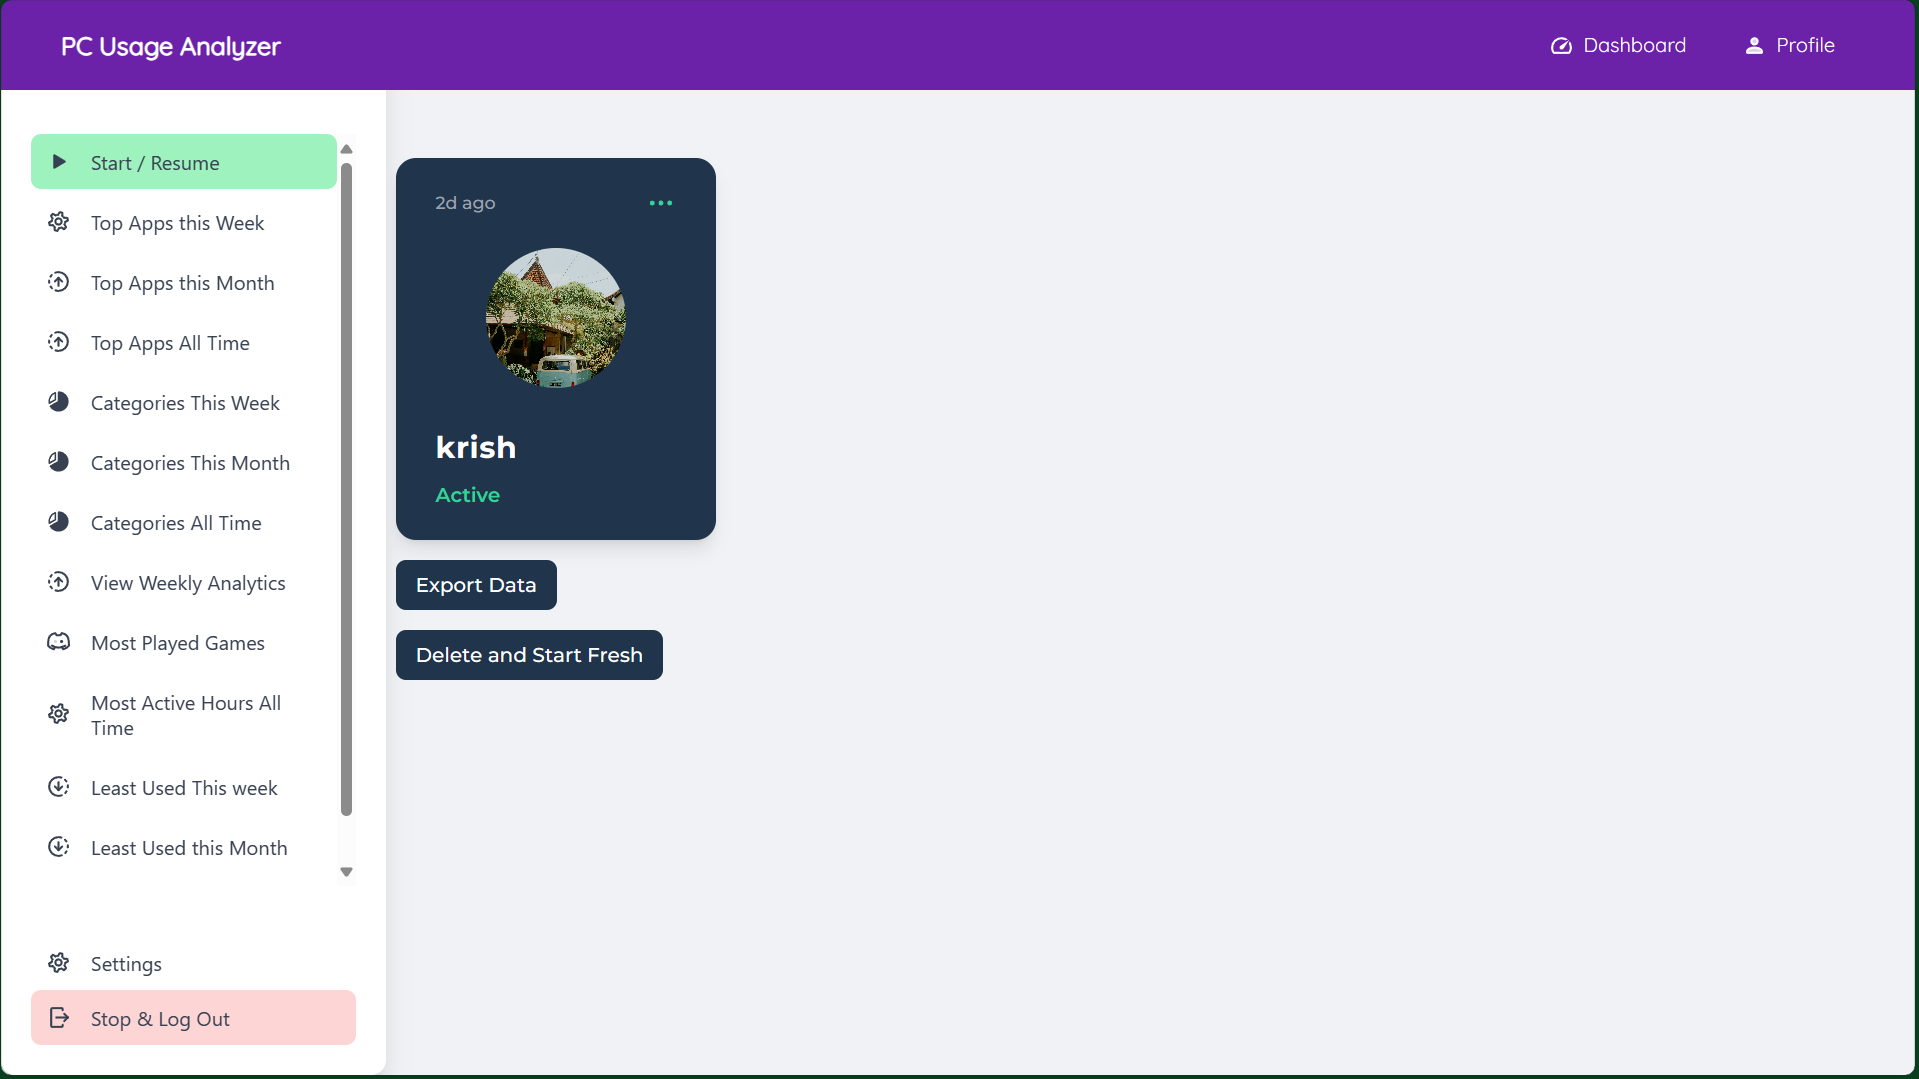 PC Usage Analyzer
Dashboard
Profile
Start / Resume
Top Apps this Week
Top Apps this Month
Top Apps All Time
Categories This Week
Categories This Month
Categories All Time
View Weekly Analytics
Most Played Games
Most Active Hours All
Time
Least Used This week
Least Used this Month
Settings
Stop & Log Out
2d ago
krish
Active
Export Data
Delete and Start Fresh